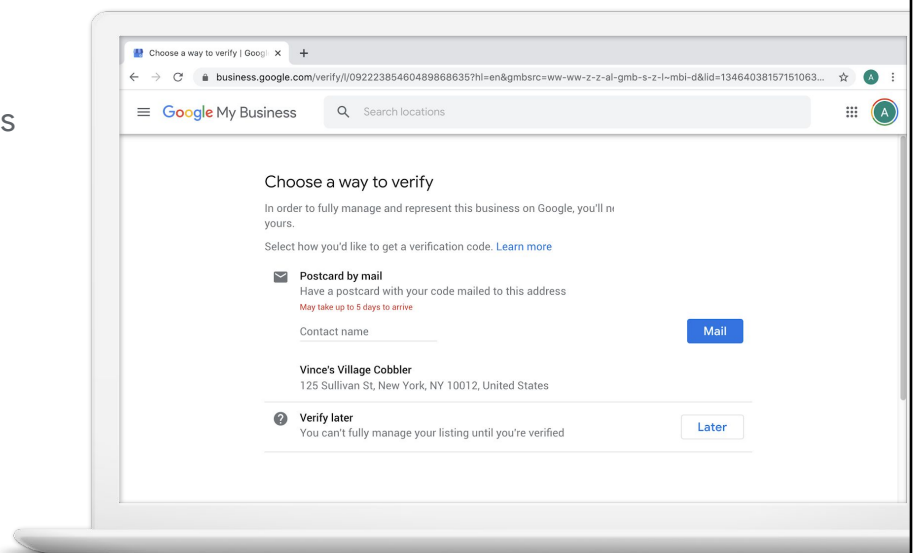 s
Choose a way to verify | Googl
business.google.com/verify/l/09222385460489868635?hl=en&gmbsrc=ww-ww-z-z-al-gmb-s-z-l~mbi-d&lid=13464038157151063...
A
Google My Business
Search locations
A
Choose a way to verify
In order to fully manage and represent this business on Google, you'll ne
yours.
Select how you'd like to get a verification code. Learn more
Postcard by mail
Have a postcard with your code mailed to this address
May take up to 5 days to arrive
Contact name
Mail
Vince's Village Cobbler
125 Sullivan St, New York, NY 10012, United States
Verify later
You can't fully manage your listing until you're verified
Later